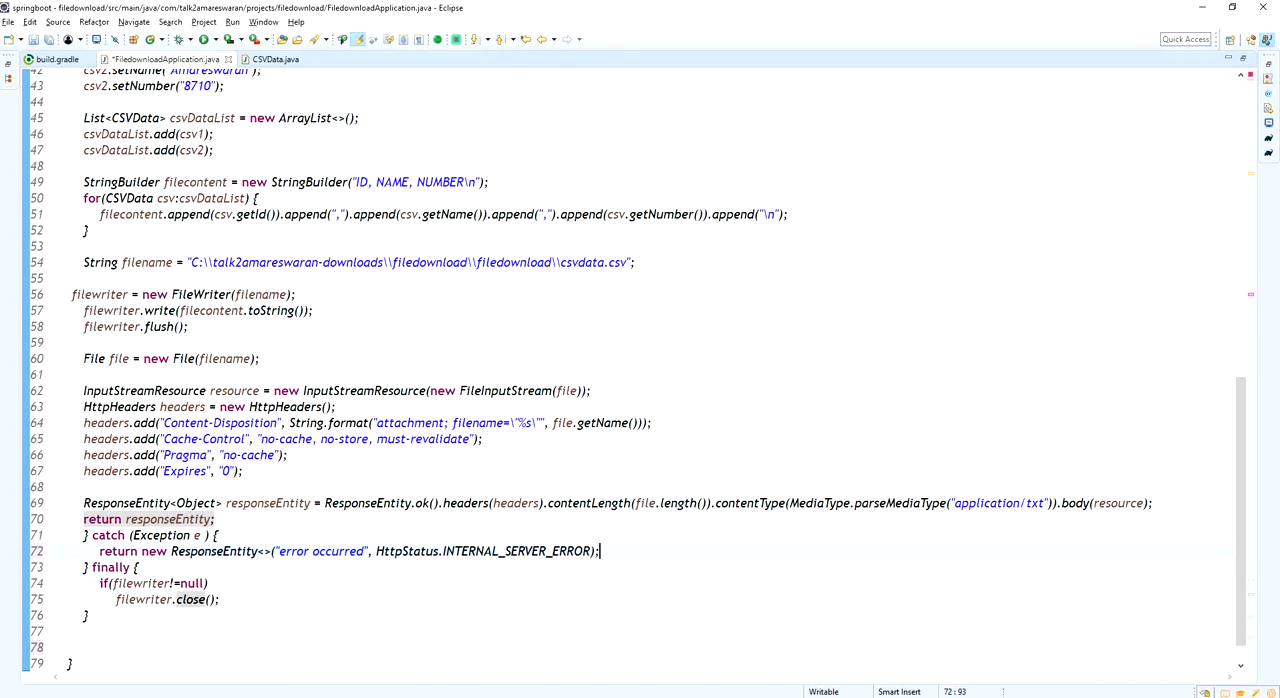 springboot - filedownload/src/main/java/com/talk2amareswaran/projects/filedownload/FiledownloadApplication.java - Eclipse
File Edit Source Refactor Navigate Search Project Run Window Help
Quick Access
build.gradle *FiledownloadApplication.java CSVData.java
42 csv2.setName("Amareswaran");
43 csv2.setNumber("8710");
44
45 List<CSVData> csvDataList = new ArrayList<>();
46 csvDataList.add(csv1);
47 csvDataList.add(csv2);
48
49 StringBuilder filecontent = new StringBuilder("ID, NAME, NUMBER\n");
50 for(CSVData csv:csvDataList) {
51 filecontent.append(csv.getId()).append(",").append(csv.getName()).append(",").append(csv.getNumber()).append("\n");
52 }
53
54 String filename = "C:\\talk2amareswaran-downloads\\filedownload\\filedownload\\csvdata.csv";
55
56 filewriter = new FileWriter(filename);
57 filewriter.write(filecontent.toString());
58 filewriter.flush();
59
60 File file = new File(filename);
61
62 InputStreamResource resource = new InputStreamResource(new FileInputStream(file));
63 HttpHeaders headers = new HttpHeaders();
64 headers.add("Content-Disposition", String.format("attachment; filename=\"%s\"", file.getName()));
65 headers.add("Cache-Control", "no-cache, no-store, must-revalidate");
66 headers.add("Pragma", "no-cache");
67 headers.add("Expires", "0");
68
69 ResponseEntity<Object> responseEntity = ResponseEntity.ok().headers(headers).contentLength(file.length()).contentType(MediaType.parseMediaType("application/txt")).body(resource);
70 return responseEntity;
71 } catch (Exception e ) {
72 return new ResponseEntity<>("error occurred", HttpStatus.INTERNAL_SERVER_ERROR);
73 } finally {
74 if(filewriter!=null)
75 filewriter.close();
76 }
77
78
79 }
Writable Smart Insert 72 : 93